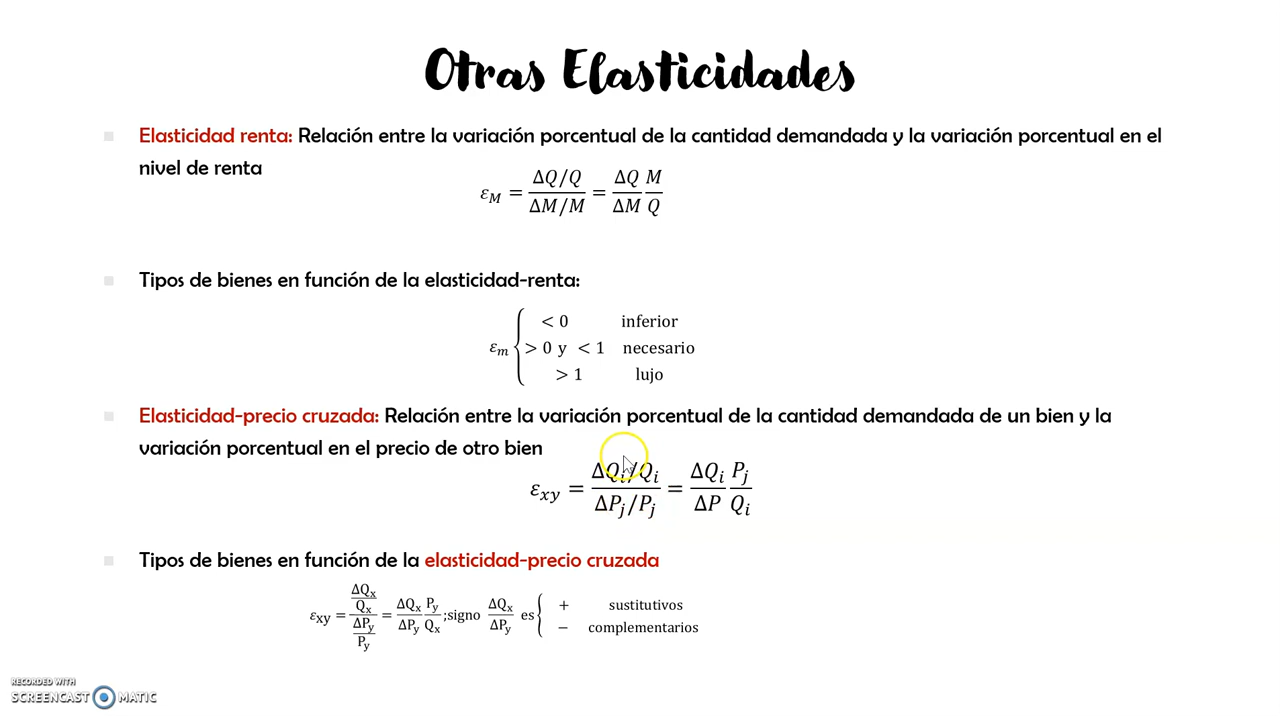 Otras Elasticidades
Elasticidad renta: Relación entre la variación porcentual de la cantidad demandada y la variación porcentual en el
nivel de renta
ε_M = (ΔQ/Q)/(ΔM/M) = ΔQ/ΔM M/Q
Tipos de bienes en función de la elasticidad-renta:
ε_m { < 0 inferior
> 0 y < 1 necesario
> 1 lujo
Elasticidad-precio cruzada: Relación entre la variación porcentual de la cantidad demandada de un bien y la
variación porcentual en el precio de otro bien
ε_xy = (ΔQ_i/Q_i)/(ΔP_j/P_j) = ΔQ_i/ΔP P_j/Q_i
Tipos de bienes en función de la elasticidad-precio cruzada
ε_xy = (ΔQ_x/Q_x)/(ΔP_y/P_y) = ΔQ_x/ΔP_y P_y/Q_x ;signo ΔQ_x/ΔP_y es { + sustitutivos
− complementarios
RECORDED WITH
SCREENCAST MATIC